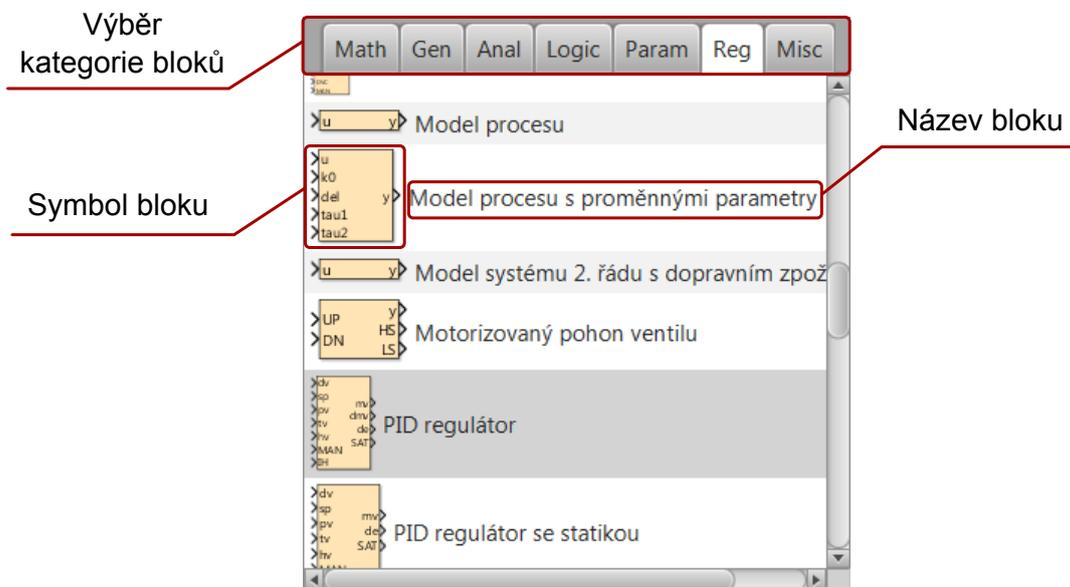 Výběr
kategorie bloků
Math Gen Anal Logic Param Reg Misc
u y Model procesu
Název bloku
Symbol bloku
u
k0
del y
tau1
tau2
Model procesu s proměnnými parametry
u y Model systému 2. řádu s dopravním zpož
UP y
HS
DN LS
Motorizovaný pohon ventilu
dv
sp
pv mv
tv dmv
hv de
MAN SAT
IH
PID regulátor
dv
sp
pv mv
tv de
hv SAT
PID regulátor se statikou